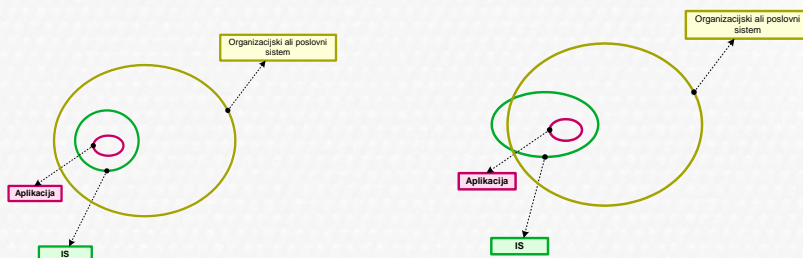 Organizacijski ali poslovni
sistem
Aplikacija
IS
Organizacijski ali poslovni
sistem
Aplikacija
IS